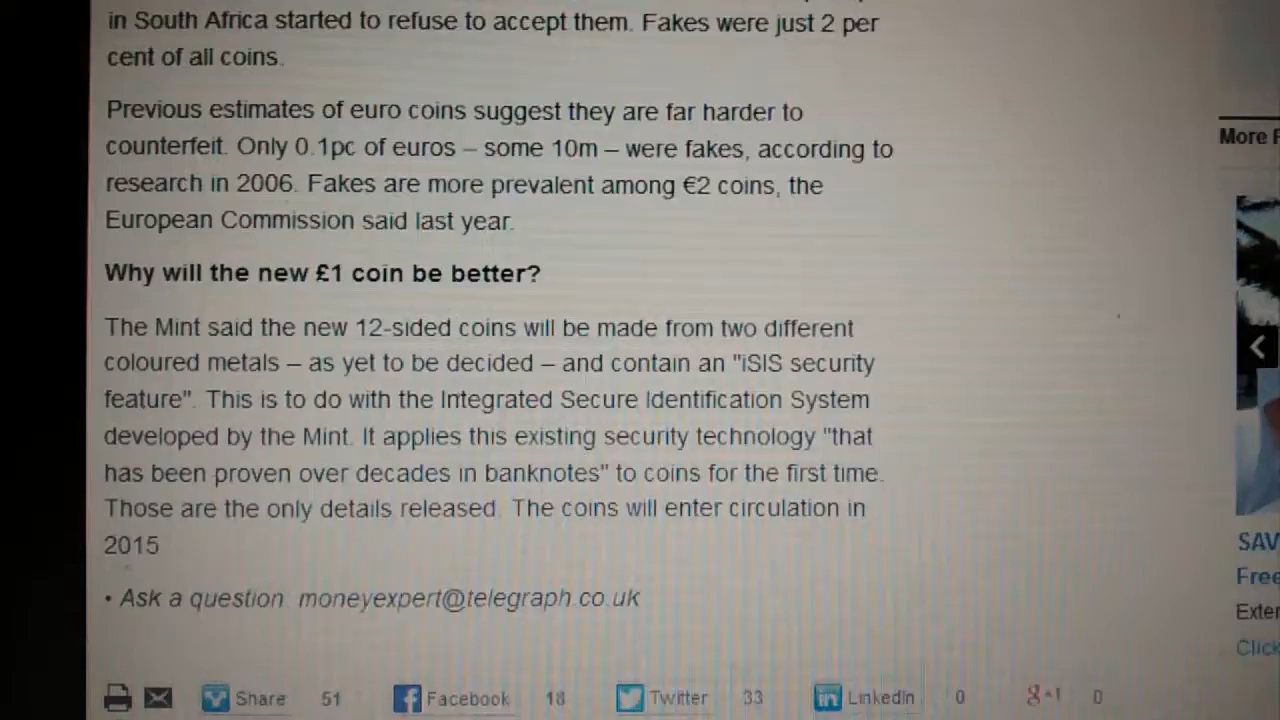 in South Africa started to refuse to accept them. Fakes were just 2 per
cent of all coins.
Previous estimates of euro coins suggest they are far harder to
counterfeit. Only 0.1pc of euros – some 10m – were fakes, according to
research in 2006. Fakes are more prevalent among €2 coins, the
European Commission said last year.
Why will the new £1 coin be better?
The Mint said the new 12-sided coins will be made from two different
coloured metals – as yet to be decided – and contain an "iSIS security
feature". This is to do with the Integrated Secure Identification System
developed by the Mint. It applies this existing security technology "that
has been proven over decades in banknotes" to coins for the first time.
Those are the only details released. The coins will enter circulation in
2015
• Ask a question moneyexpert@telegraph.co.uk
Share 51 Facebook 18 Twitter 33 LinkedIn 0 g+1 0
More
SAV
Free
Exter
Click